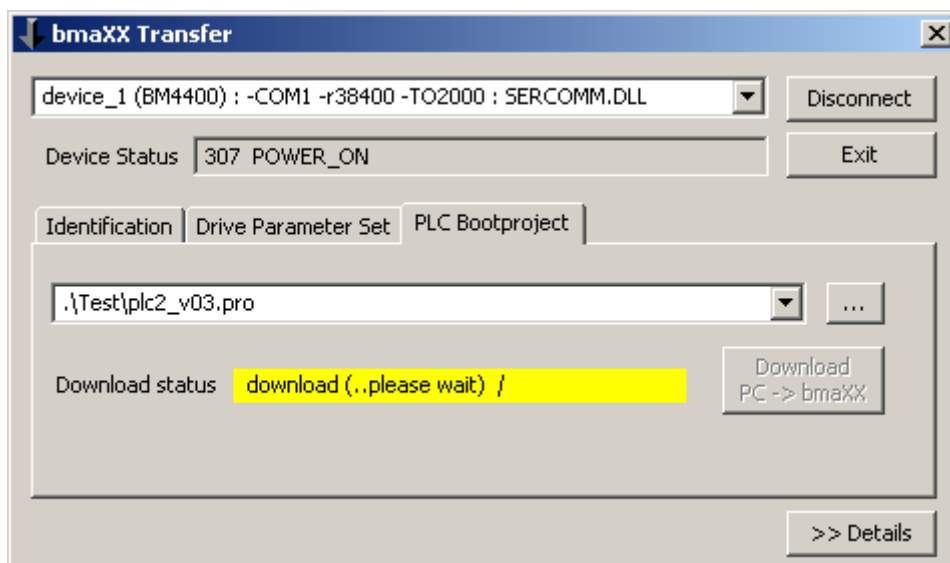 bmaXX Transfer
device_1 (BM4400) : -COM1 -r38400 -TO2000 : SERCOMM.DLL
Disconnect
Device Status
307 POWER_ON
Exit
Identification
Drive Parameter Set
PLC Bootproject
.\Test\plc2_v03.pro
...
Download status
download (..please wait) /
Download
PC -> bmaXX
>> Details